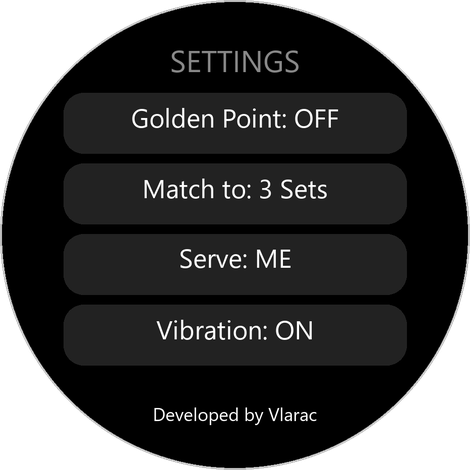 SETTINGS
Golden Point: OFF
Match to: 3 Sets
Serve: ME
Vibration: ON
Developed by Vlarac